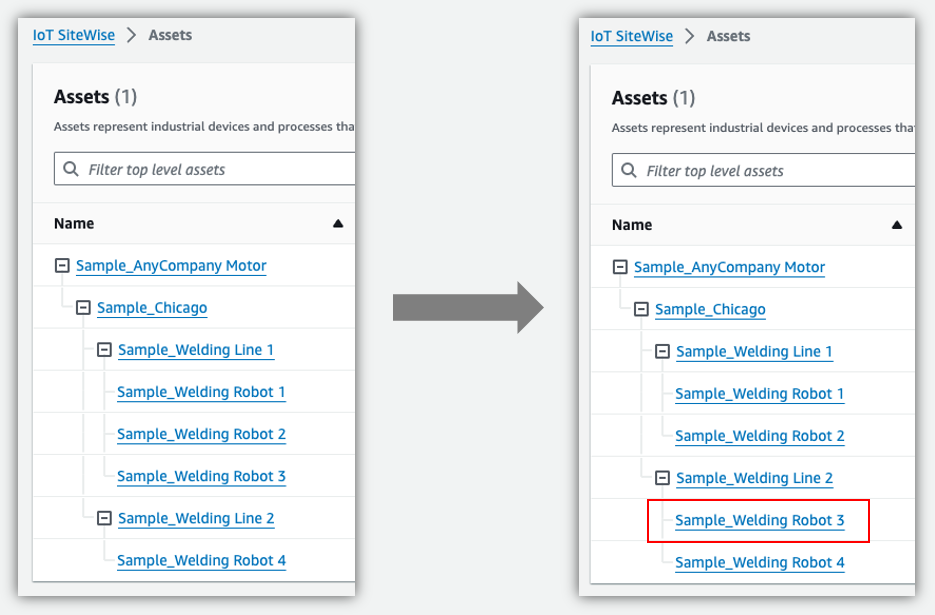 IoT SiteWise > Assets
Assets (1)
Assets represent industrial devices and processes tha
Filter top level assets
Name
Sample_AnyCompany Motor
Sample_Chicago
Sample_Welding Line 1
Sample_Welding Robot 1
Sample_Welding Robot 2
Sample_Welding Robot 3
Sample_Welding Line 2
Sample_Welding Robot 4
IoT SiteWise > Assets
Assets (1)
Assets represent industrial devices and processes tha
Filter top level assets
Name
Sample_AnyCompany Motor
Sample_Chicago
Sample_Welding Line 1
Sample_Welding Robot 1
Sample_Welding Robot 2
Sample_Welding Line 2
Sample_Welding Robot 3
Sample_Welding Robot 4